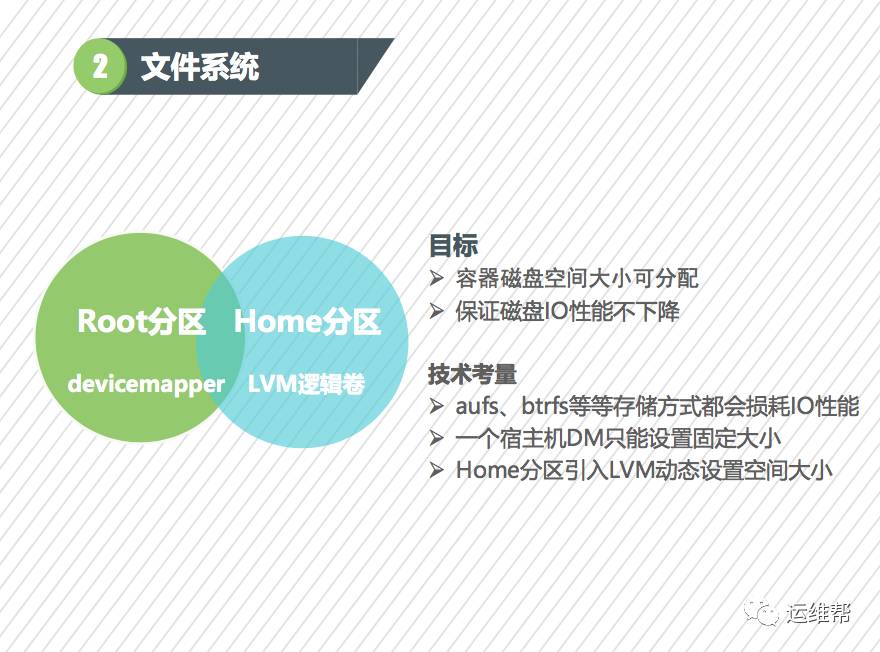 2 文件系统
Root分区
devicemapper
Home分区
LVM逻辑卷
目标
➢ 容器磁盘空间大小可分配
➢ 保证磁盘IO性能不下降
技术考量
➢ aufs、btrfs等等存储方式都会损耗IO性能
➢ 一个宿主机DM只能设置固定大小
➢ Home分区引入LVM动态设置空间大小
运维帮